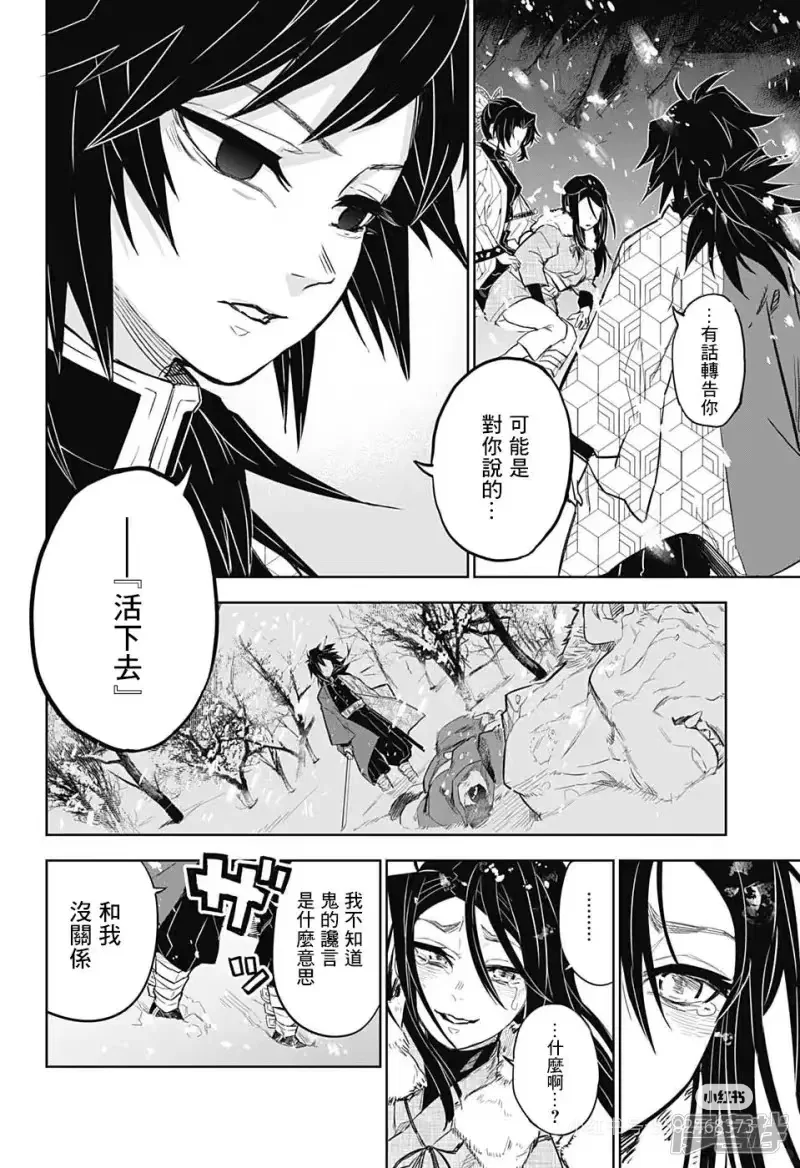 …有話轉告你
可能是
對你說的…
—『活下去』
………
…什麼啊…?
我不知道
鬼的讒言
是什麼意思
ザッ
和我
沒關係
小红书